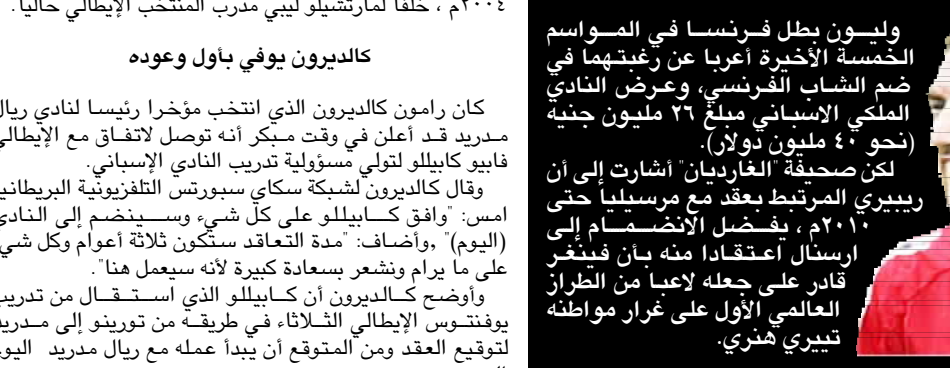 وليون بطل فرنسا في المواسم
الخمسة الأخيرة أعربا عن رغبتهما في
ضم الشاب الفرنسي، وعرض النادي
الملكي الاسباني مبلغ ٢٦ مليون جنيه
(نحو ٤٠ مليون دولار).
لكن صحيفة "الغارديان" أشارت إلى أن
ريبيري المرتبط بعقد مع مرسيليا حتى
٢٠١٠م ، يفضل الانضمام إلى
ارسنال اعتقادا منه بأن فينغر
قادر على جعله لاعبا من الطراز
العالمي الأول على غرار مواطنه
تييري هنري.
٢٠٠٤م ، خلفا لمارتشيلو ليبي مدرب المنتخب الإيطالي حاليا.
كالديرون يوفي بأول وعوده
كان رامون كالديرون الذي انتخب مؤخرا رئيسا لنادي ريال
مدريد قد أعلن في وقت مبكر أنه توصل لاتفاق مع الإيطالي
فابيو كابيللو لتولي مسؤولية تدريب النادي الإسباني.
وقال كالديرون لشبكة سكاي سبورتس التلفزيونية البريطانية
امس: "وافق كابيللو على كل شيء وسينضم إلى النادي
(اليوم)" ,وأضاف: "مدة التعاقد ستكون ثلاثة أعوام وكل شيء
على ما يرام ونشعر بسعادة كبيرة لأنه سيعمل هنا".
وأوضح كالديرون أن كابيللو الذي استقال من تدريب
يوفنتوس الإيطالي الثلاثاء في طريقه من تورينو إلى مدريد
لتوقيع العقد ومن المتوقع أن يبدأ عمله مع ريال مدريد اليوم